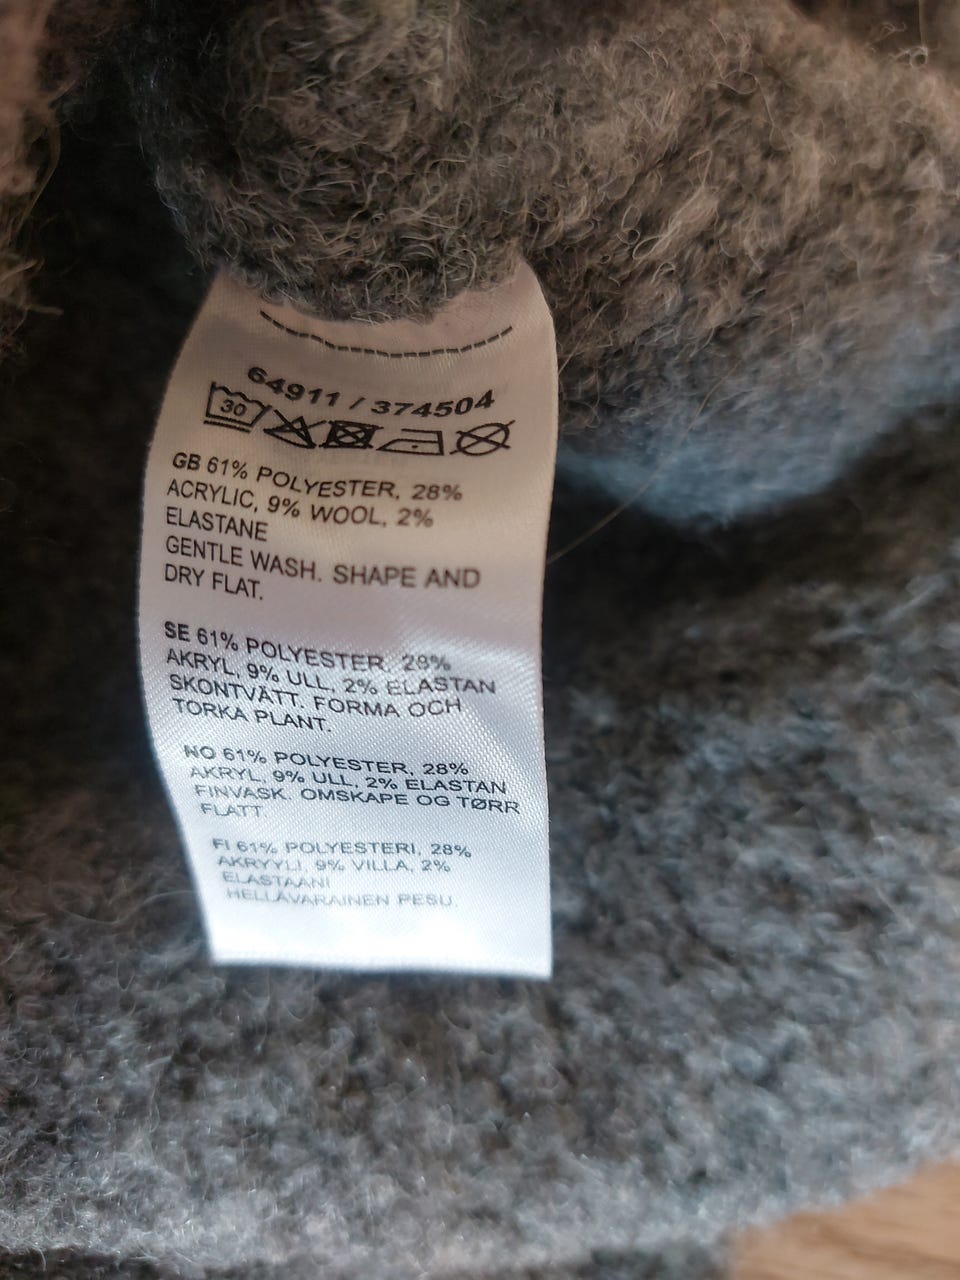 64911 / 374504
30
GB 61% POLYESTER, 28%
ACRYLIC, 9% WOOL, 2%
ELASTANE
GENTLE WASH. SHAPE AND
DRY FLAT.
SE 61% POLYESTER, 28%
AKRYL, 9% ULL, 2% ELASTAN
SKONTVÄTT. FORMA OCH
TORKA PLANT.
NO 61% POLYESTER, 28%
AKRYL, 9% ULL, 2% ELASTAN
FINVASK. OMSKAPE OG TØRR
FLATT.
FI 61% POLYESTERI, 28%
AKRYYLI, 9% VILLA, 2%
ELASTAANI
HELLÄVARAINEN PESU.